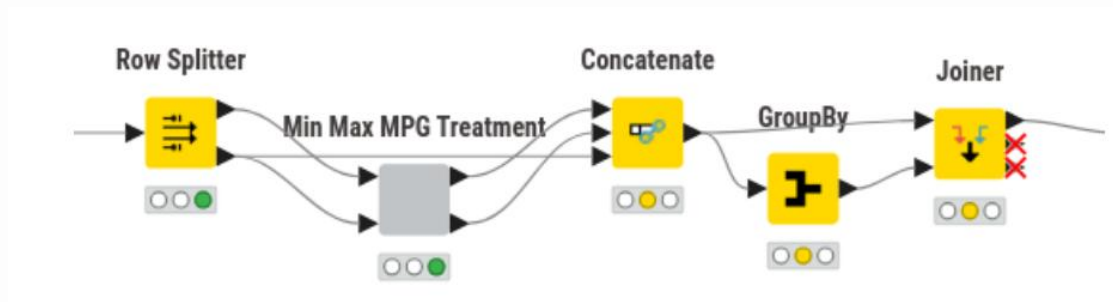 Row Splitter
Min Max MPG Treatment
Concatenate
GroupBy
Joiner